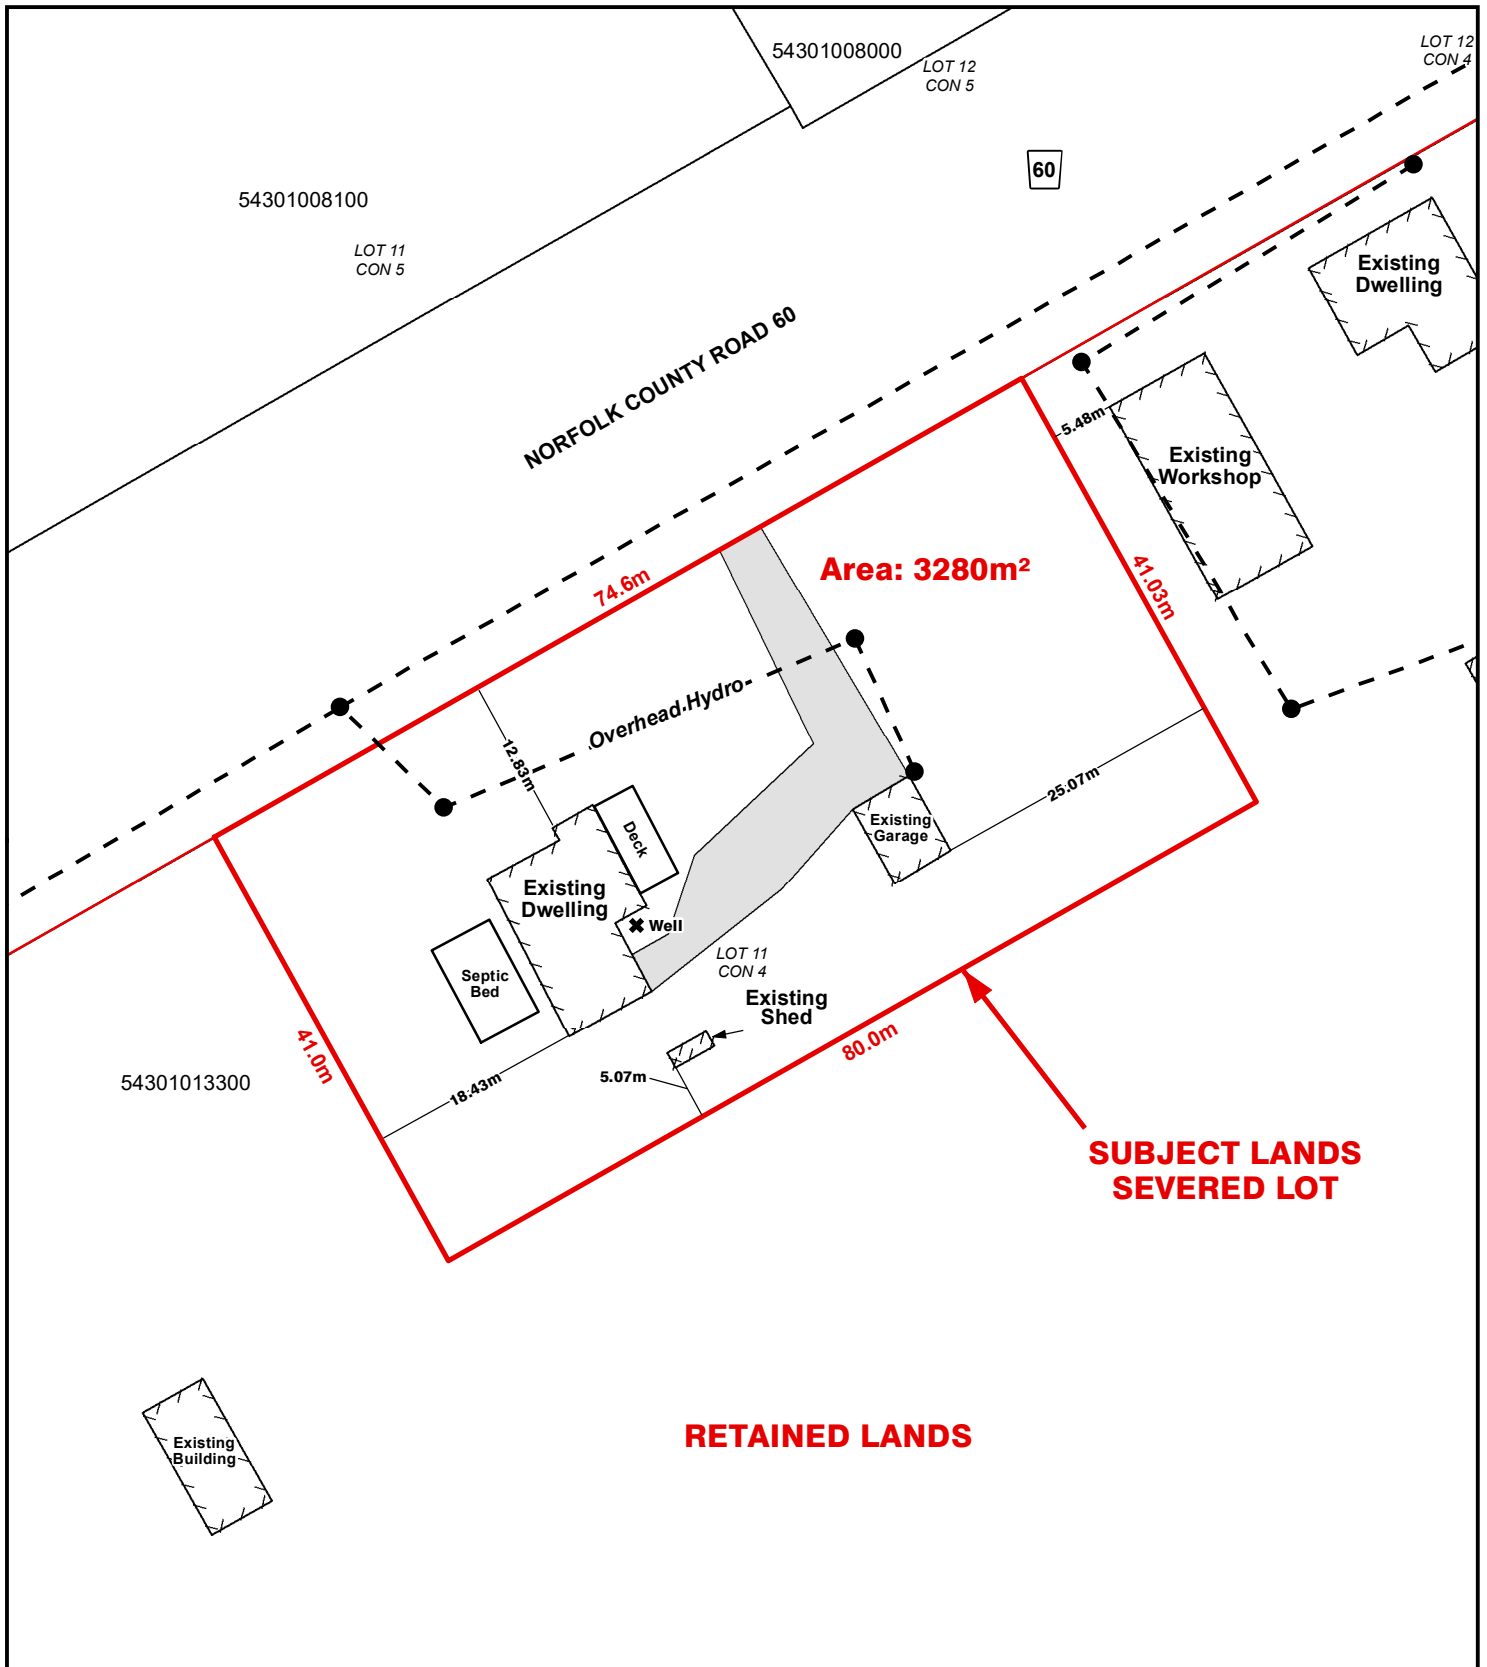 54301008000
LOT 12
CON 5
LOT 12
CON 4
60
54301008100
LOT 11
CON 5
NORFOLK COUNTY ROAD 60
Existing
Dwelling
5.48m
Existing
Workshop
Area: 3280m²
74.6m
41.03m
Overhead Hydro
12.83m
25.07m
Deck
Existing
Garage
Existing
Dwelling
Well
Septic
Bed
LOT 11
CON 4
Existing
Shed
41.0m
80.0m
5.07m
18.43m
54301013300
SUBJECT LANDS
SEVERED LOT
RETAINED LANDS
Existing
Building